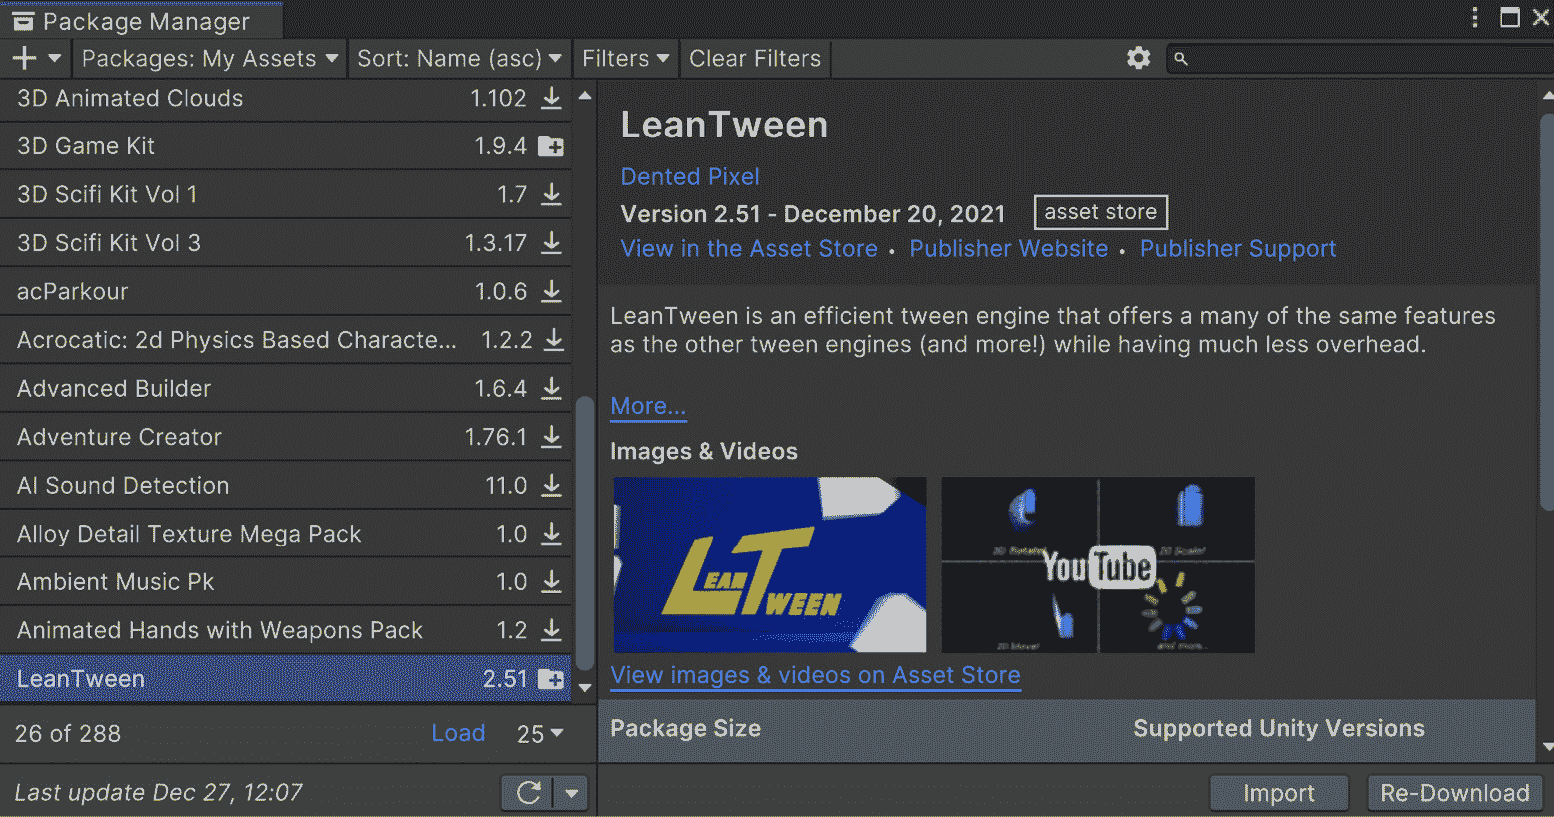 Package Manager
Packages: My Assets Sort: Name (asc) Filters Clear Filters
3D Animated Clouds 1.102
3D Game Kit 1.9.4
3D Scifi Kit Vol 1 1.7
3D Scifi Kit Vol 3 1.3.17
acParkour 1.0.6
Acrocatic: 2d Physics Based Characte... 1.2.2
Advanced Builder 1.6.4
Adventure Creator 1.76.1
AI Sound Detection 11.0
Alloy Detail Texture Mega Pack 1.0
Ambient Music Pk 1.0
Animated Hands with Weapons Pack 1.2
LeanTween 2.51
26 of 288 Load 25
Last update Dec 27, 12:07
LeanTween
Dented Pixel
Version 2.51 - December 20, 2021 asset store
View in the Asset Store • Publisher Website • Publisher Support
LeanTween is an efficient tween engine that offers a many of the same features
as the other tween engines (and more!) while having much less overhead.
More...
Images & Videos
LEAN TWEEN
2D Scale!
YouTube
2D Move!
and more...
View images & videos on Asset Store
Package Size Supported Unity Versions
Import Re-Download